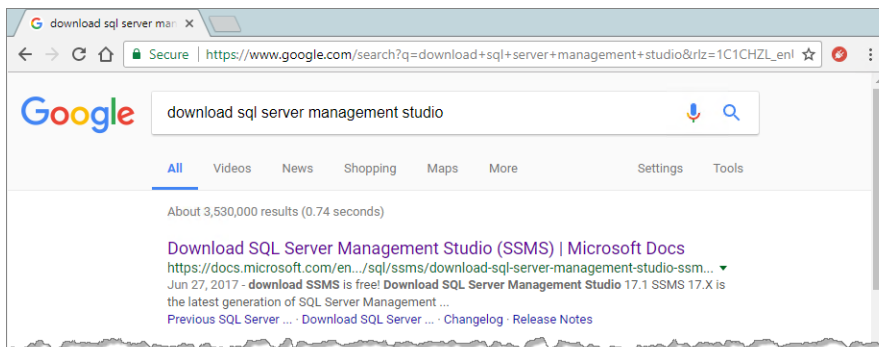 download sql server man
Secure https://www.google.com/search?q=download+sql+server+management+studio&rlz=1C1CHZL_enU
Google download sql server management studio
All Videos News Shopping Maps More Settings Tools
About 3,530,000 results (0.74 seconds)
Download SQL Server Management Studio (SSMS) | Microsoft Docs
https://docs.microsoft.com/en.../sql/ssms/download-sql-server-management-studio-ssm...
Jun 27, 2017 - download SSMS is free! Download SQL Server Management Studio 17.1 SSMS 17.X is
the latest generation of SQL Server Management ...
Previous SQL Server ... · Download SQL Server ... · Changelog · Release Notes